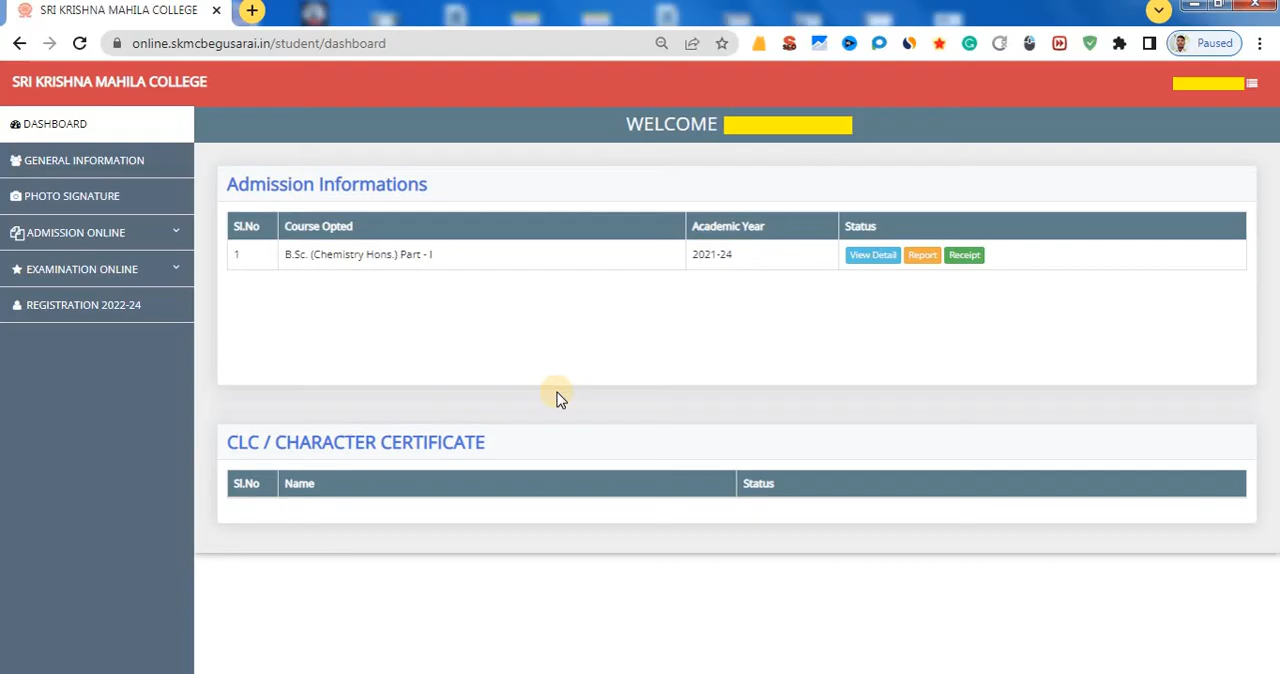 SRI KRISHNA MAHILA COLLEGE
online.skmcbegusarai.in/student/dashboard
Paused
SRI KRISHNA MAHILA COLLEGE
DASHBOARD
WELCOME
GENERAL INFORMATION
PHOTO SIGNATURE
ADMISSION ONLINE
EXAMINATION ONLINE
REGISTRATION 2022-24
Admission Informations
Sl.No Course Opted Academic Year Status
1 B.Sc. (Chemistry Hons.) Part - I 2021-24 View Detail Report Receipt
CLC / CHARACTER CERTIFICATE
Sl.No Name Status